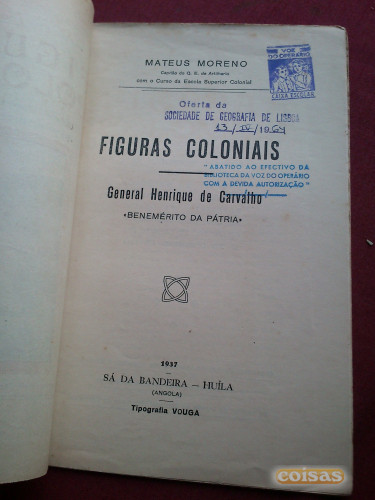 MATEUS MORENO
Capitão do Q. E. de Artilharia
com o Curso da Escola Superior Colonial
VOZ
DO OPERÁRIO
CAIXA ESCOLAR
Oferta da
SOCIEDADE DE GEOGRAFIA DE LISBOA
13/IV/1964
FIGURAS COLONIAIS
"ABATIDO AO EFECTIVO DA
BIBLIOTECA DA VOZ DO OPERÁRIO
COM A DEVIDA AUTORIZAÇÃO"
General Henrique de Carvalho
«BENEMÉRITO DA PÁTRIA»
1937
SÁ DA BANDEIRA — HUÍLA
(ANGOLA)
Tipografia VOUGA
coisas